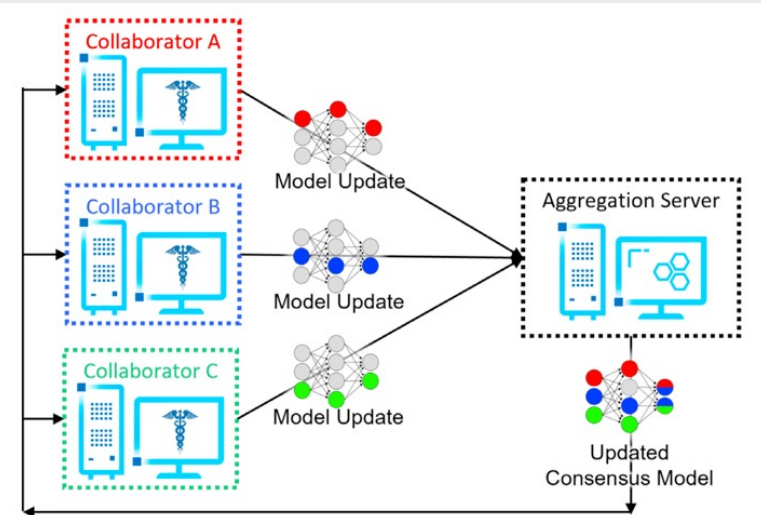 Collaborator A
Model Update
Collaborator B
Model Update
Collaborator C
Model Update
Aggregation Server
Updated
Consensus Model